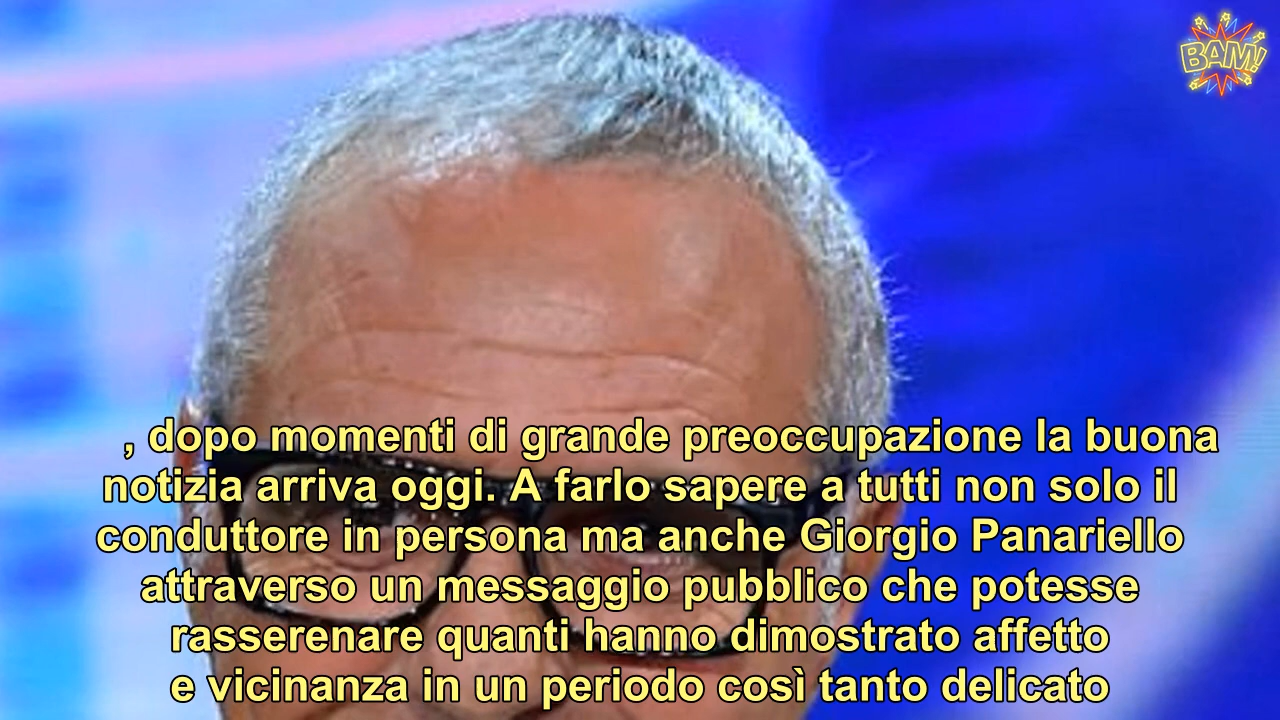 BAM!
, dopo momenti di grande preoccupazione la buona
notizia arriva oggi. A farlo sapere a tutti non solo il
conduttore in persona ma anche Giorgio Panariello
attraverso un messaggio pubblico che potesse
rasserenare quanti hanno dimostrato affetto
e vicinanza in un periodo così tanto delicato